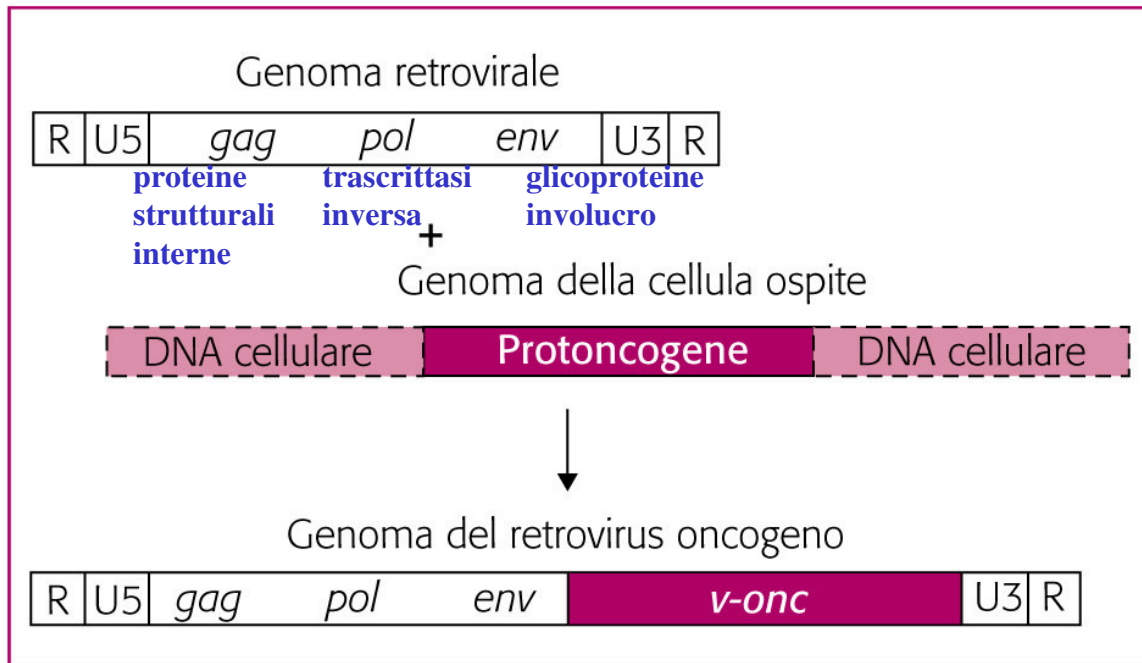 Genoma retrovirale
R U5 gag pol env U3 R
proteine trascrittasi glicoproteine
strutturali inversa involucro
interne
+
Genoma della cellula ospite
DNA cellulare Protoncogene DNA cellulare
Genoma del retrovirus oncogeno
R U5 gag pol env v-onc U3 R